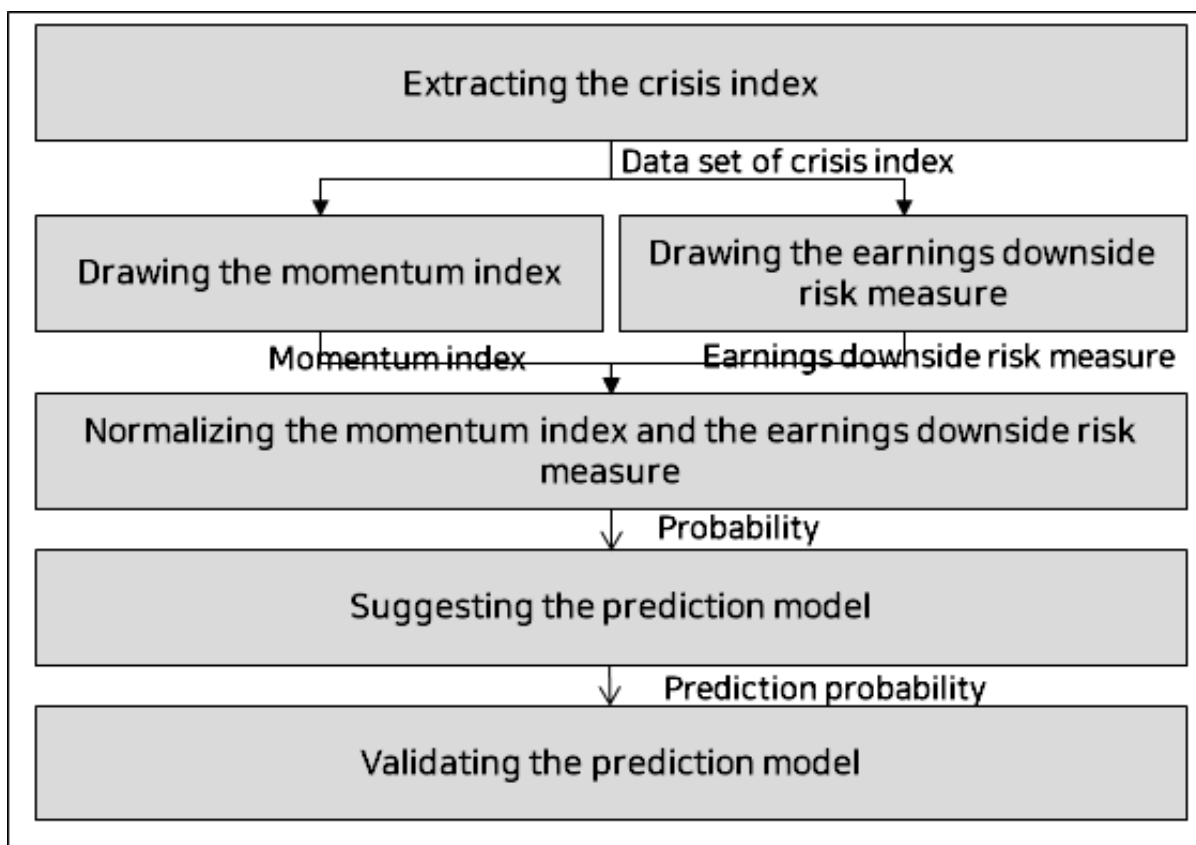 Extracting the crisis index
Data set of crisis index
Drawing the momentum index
Drawing the earnings downside
risk measure
Momentum index
Earnings downside risk measure
Normalizing the momentum index and the earnings downside risk
measure
Probability
Suggesting the prediction model
Prediction probability
Validating the prediction model